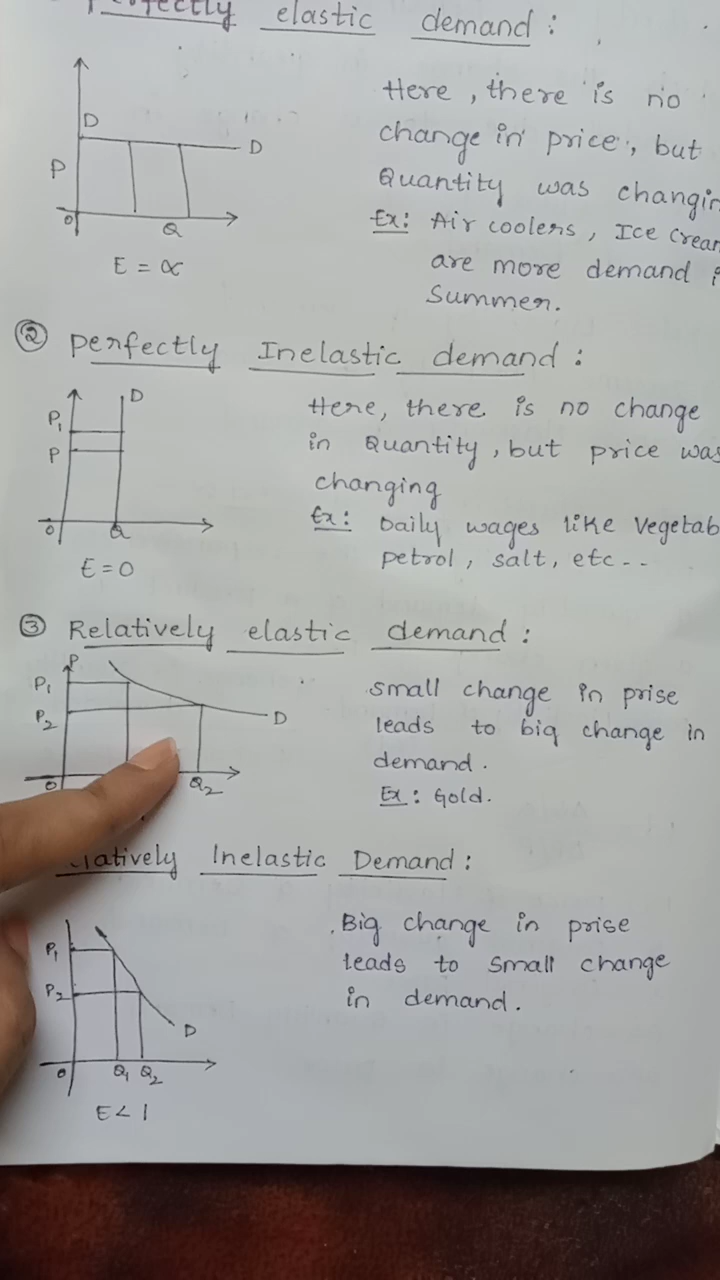 elastic demand :
Here, there is no
change in price, but
Quantity was
Ex: Air coolers, Ice
are more demand
Summer.
D
D
P
O
Q
E = ∝
② Perfectly Inelastic demand :
Here, there is no change
in Quantity, but price was
changing
Ex: Daily wages like
petrol, salt, etc--
D
P₁
P
O
Q
E = 0
③ Relatively elastic demand :
small change in prise
leads to big change in
demand.
Ex: Gold.
P
P₁
P₂
D
O
Q₂
Inelastic Demand :
Big change in prise
leads to small change
in demand.
P₁
P₂
D
O
Q₁ Q₂
E < 1